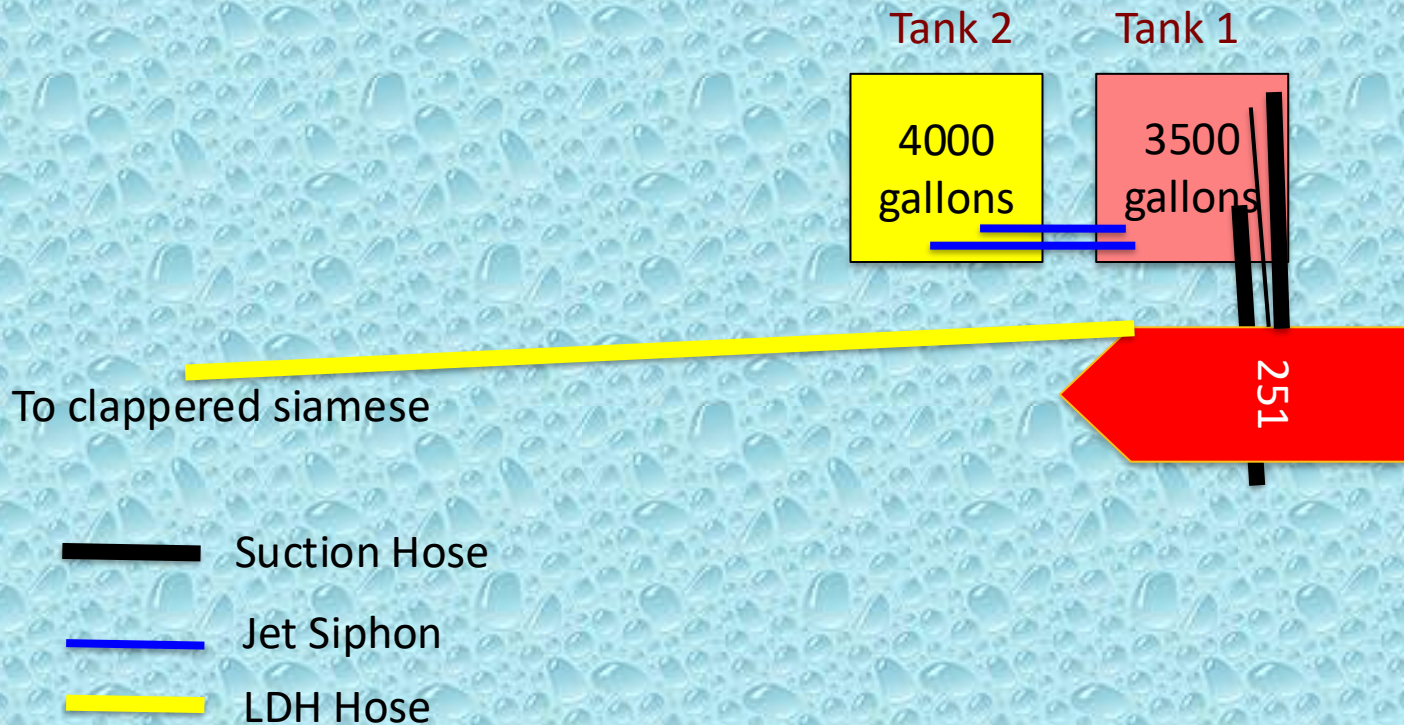 Tank 2
Tank 1
4000
gallons
3500
gallons
251
To clappered siamese
Suction Hose
Jet Siphon
LDH Hose